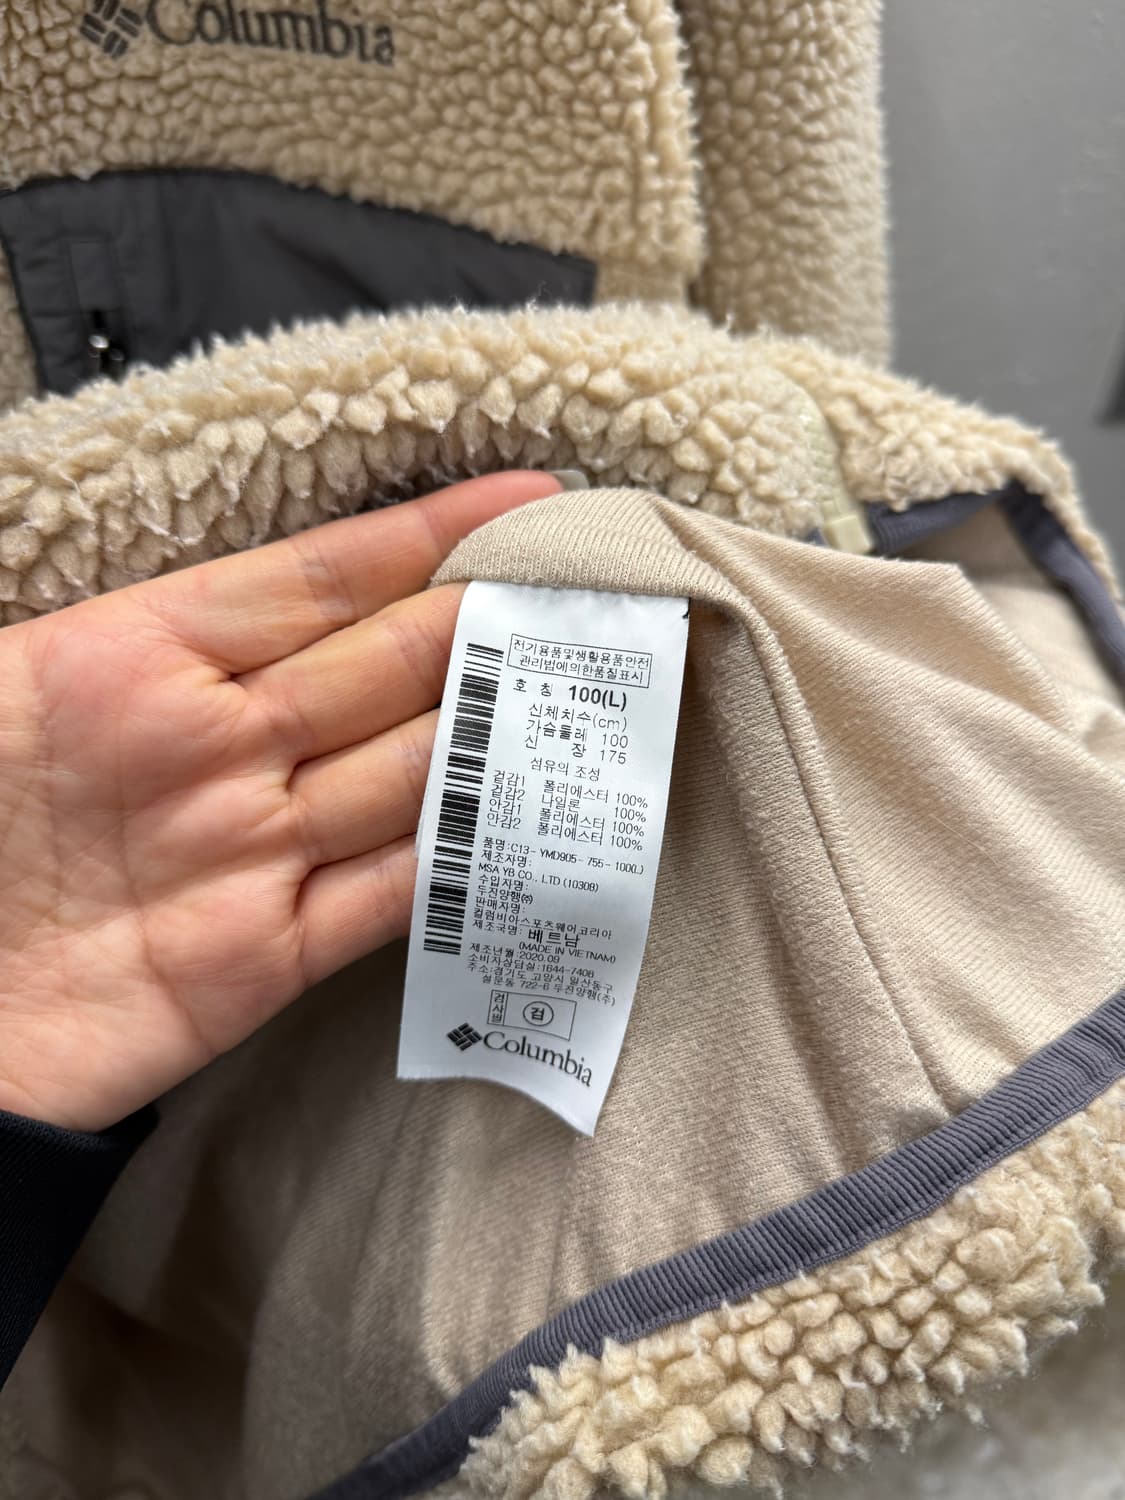 Columbia
전기용품및생활용품안전
관리법에의한품질표시
호 칭 100(L)
신체치수(cm)
가슴둘레 100
신 장 175
섬유의 조성
겉감1 폴리에스터 100%
겉감2 나일론 100%
안감1 폴리에스터 100%
안감2 폴리에스터 100%
품명:C13-YMD905-755-100(L)
제조자명:
MSA YB CO., LTD (10309)
수입자명:
두진양행㈜
판매자명:
컬럼비아스포츠웨어코리아
제조국명: 베트남
(MADE IN VIETNAM)
제조년월:2020.09
소비자상담실:1644-7408
주소:경기도 고양시 일산동구
설문동 722-6 두진양행(주)
검사필
검
Columbia